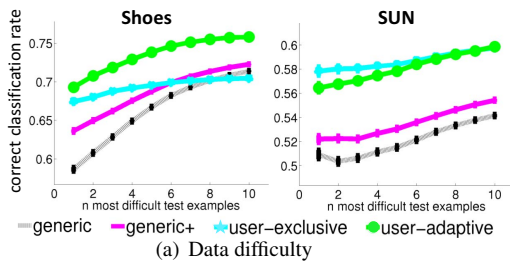 Shoes
SUN
correct classification rate
0.75
0.7
0.65
0.6
0 2 4 6 8 10
n most difficult test examples
0.6
0.58
0.56
0.54
0.52
0.5
0 2 4 6 8 10
n most difficult test examples
generic generic+ user-exclusive user-adaptive
(a) Data difficulty